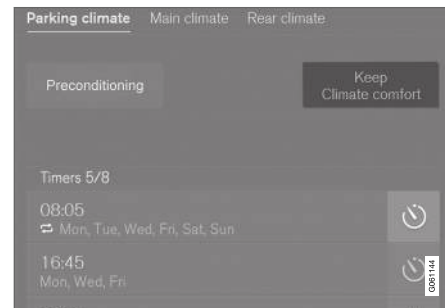 Parking climate Main climate Rear climate
Preconditioning
Keep
Climate comfort
Timers 5/8
08:05
Mon, Tue, Wed, Fri, Sat, Sun
16:45
Mon, Wed, Fri
G061144